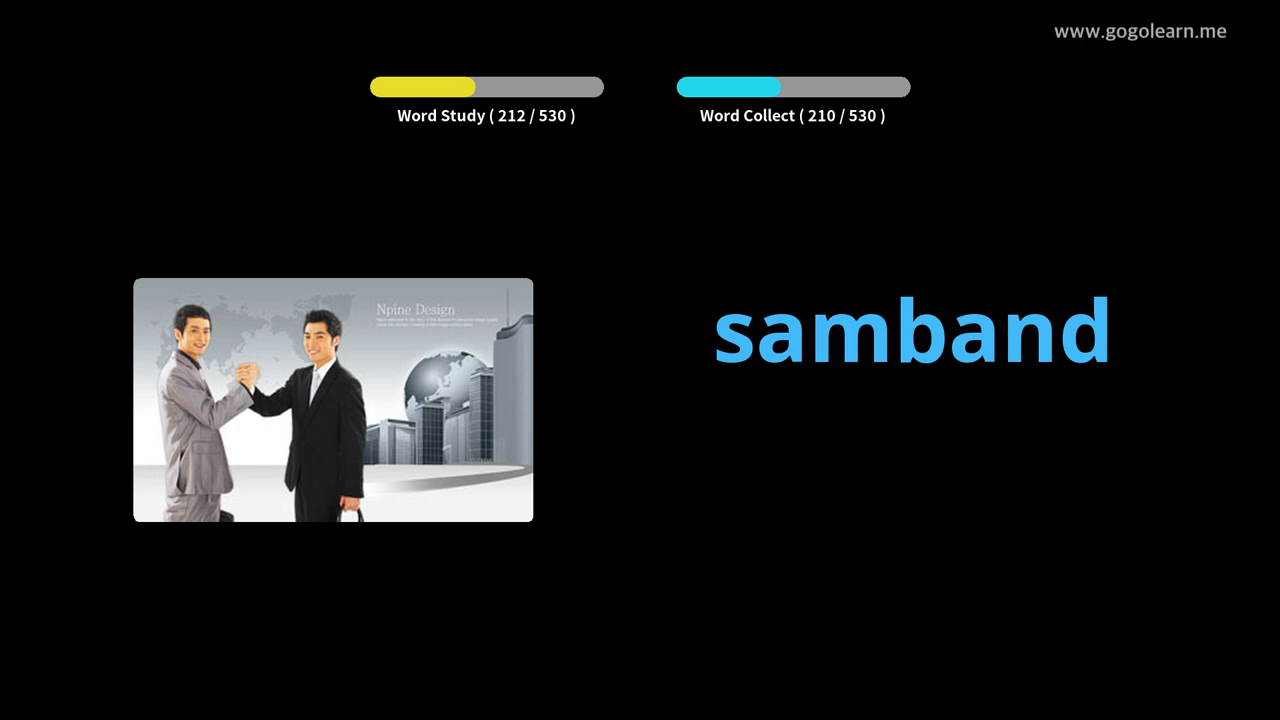 www.gogolearn.me
Word Study ( 212 / 530 )
Word Collect ( 210 / 530 )
Npine Design
samband